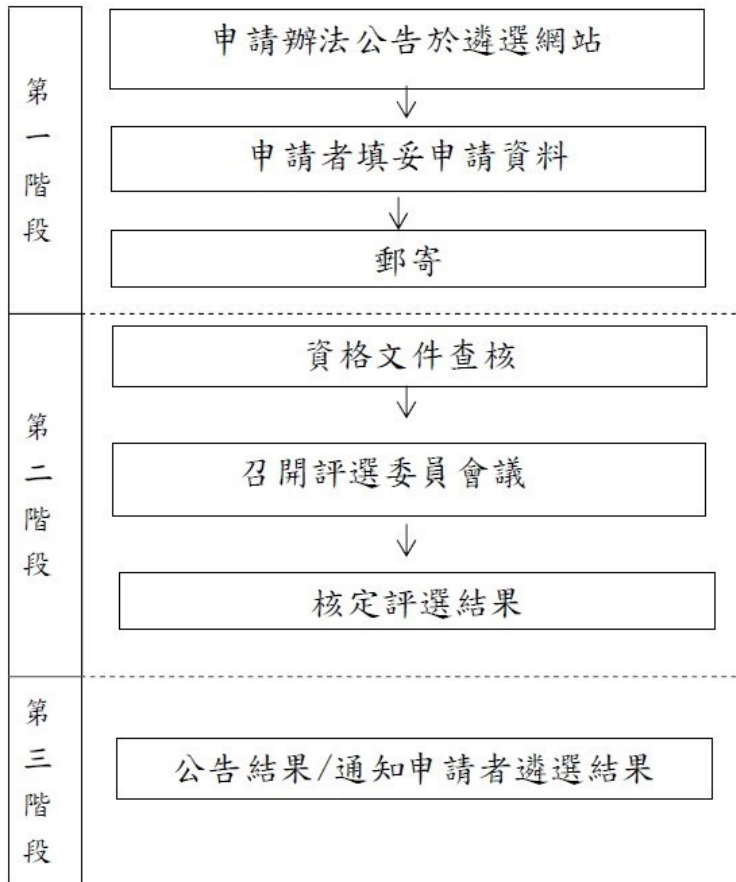 第一階段
申請辦法公告於遴選網站
申請者填妥申請資料
郵寄
第二階段
資格文件查核
召開評選委員會議
核定評選結果
第三階段
公告結果/通知申請者遴選結果